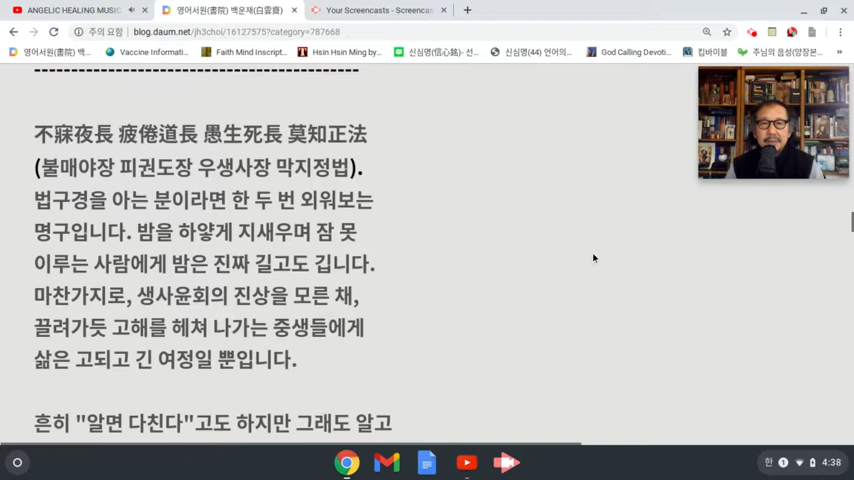 ANGELIC HEALING MUSIC
영어서원(書院) 백운재(白雲齋)
Your Screencasts - Screencas
주의 요함
blog.daum.net/jh3choi/16127575?category=787668
영어서원(書院) 백
Vaccine Informati...
Faith Mind Inscript...
Hsin Hsin Ming by...
신심명(信心銘)-...
신심명(44) 언어의...
God Calling Devoti...
킵바이블
주님의 음성(양장본...
»
--------------------------------------------
不寐夜長 疲倦道長 愚生死長 莫知正法
(불매야장 피권도장 우생사장 막지정법).
법구경을 아는 분이라면 한 두 번 외워보는
명구입니다. 밤을 하얗게 지새우며 잠 못
이루는 사람에게 밤은 진짜 길고도 깁니다.
마찬가지로, 생사윤회의 진상을 모른 채,
끌려가듯 고해를 헤쳐 나가는 중생들에게
삶은 고되고 긴 여정일 뿐입니다.
흔히 "알면 다친다"고도 하지만 그래도 알고
한
1
4:38